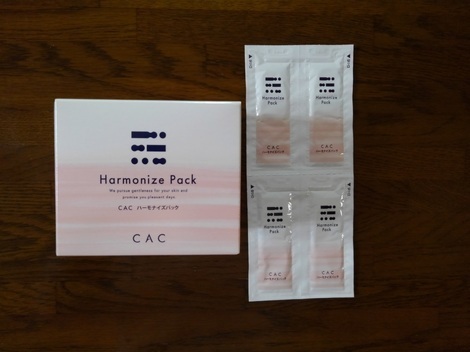 Harmonize Pack
We pursue gentleness for your skin and
promise you pleasant days.
CAC ハーモナイズパック
CAC
Harmonize
Pack
CAC
Harmonize
Pack
CAC
Harmonize
Pack
CAC
Harmonize
Pack
CAC